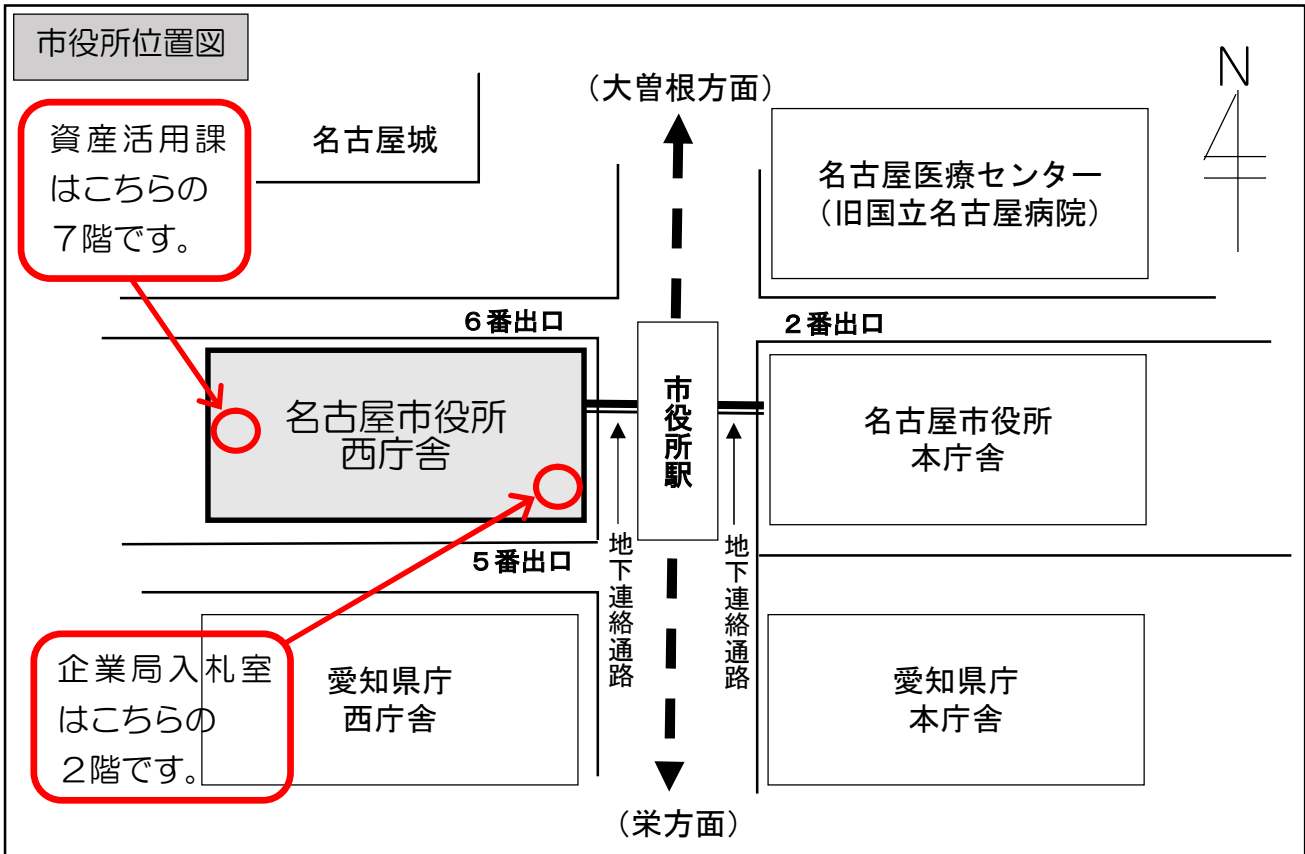 市役所位置図
資産活用課
はこちらの
７階です。
名古屋城
（大曽根方面）
名古屋医療センター
（旧国立名古屋病院）
N
６番出口
２番出口
名古屋市役所
西庁舎
市役所駅
名古屋市役所
本庁舎
５番出口
地下連絡通路
地下連絡通路
企業局入札室
はこちらの
２階です。
愛知県庁
西庁舎
愛知県庁
本庁舎
（栄方面）